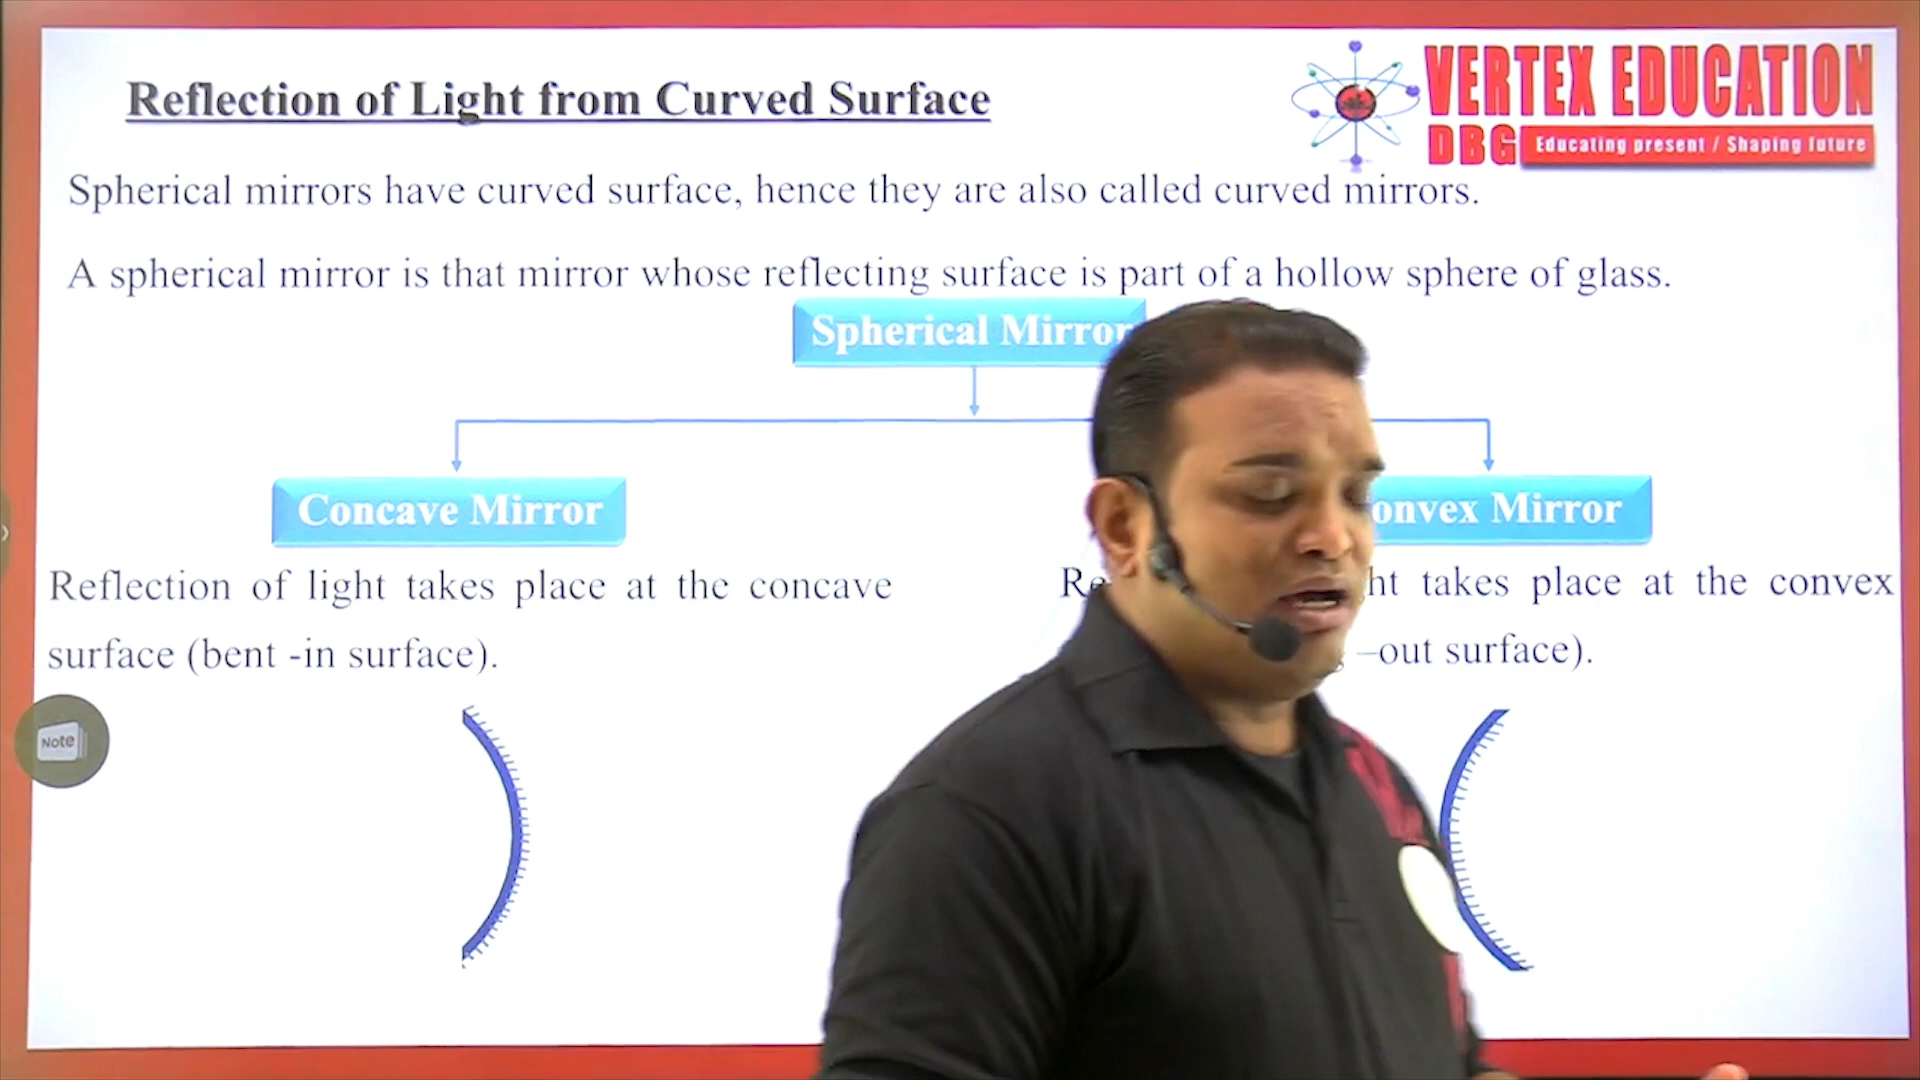 Reflection of Light from Curved Surface
VERTEX EDUCATION
DBG Educating present / Shaping future
Spherical mirrors have curved surface, hence they are also called curved mirrors.
A spherical mirror is that mirror whose reflecting surface is part of a hollow sphere of glass.
Spherical Mirror
Concave Mirror
onvex Mirror
Reflection of light takes place at the concave
surface (bent -in surface).
Re ht takes place at the convex
–out surface).
Note